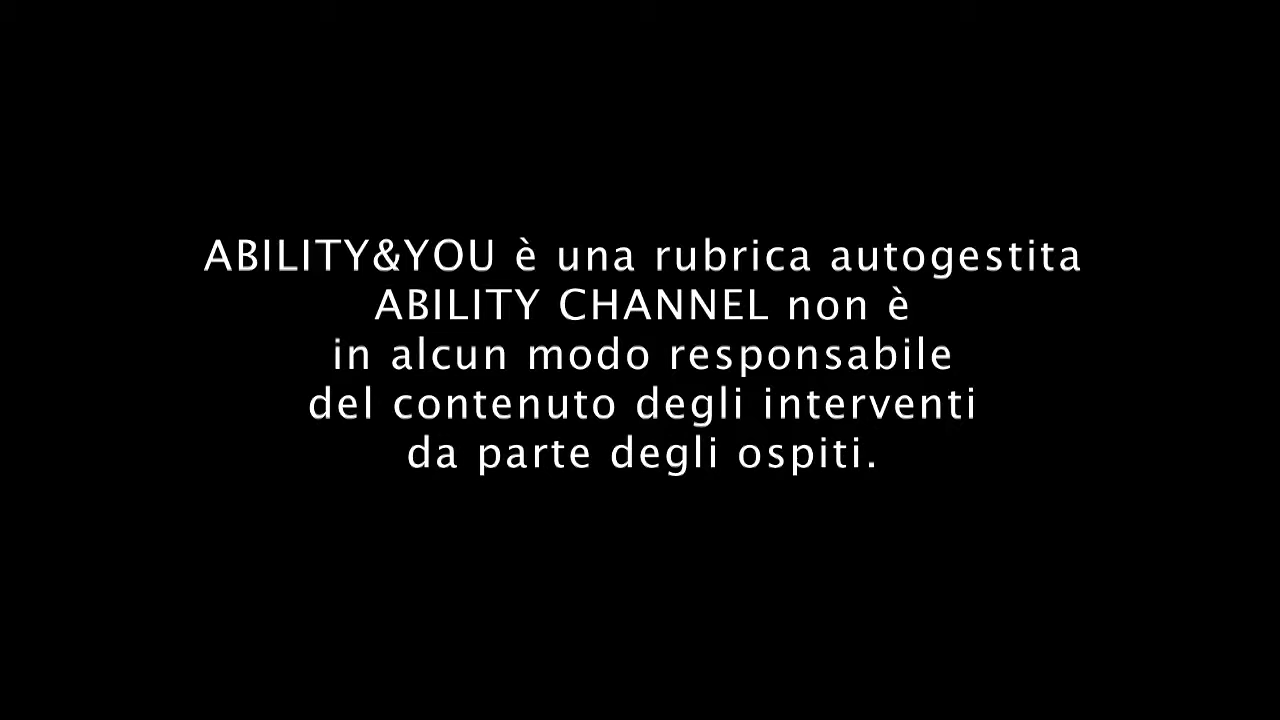 ABILITY&YOU è una rubrica autogestita
ABILITY CHANNEL non è
in alcun modo responsabile
del contenuto degli interventi
da parte degli ospiti.